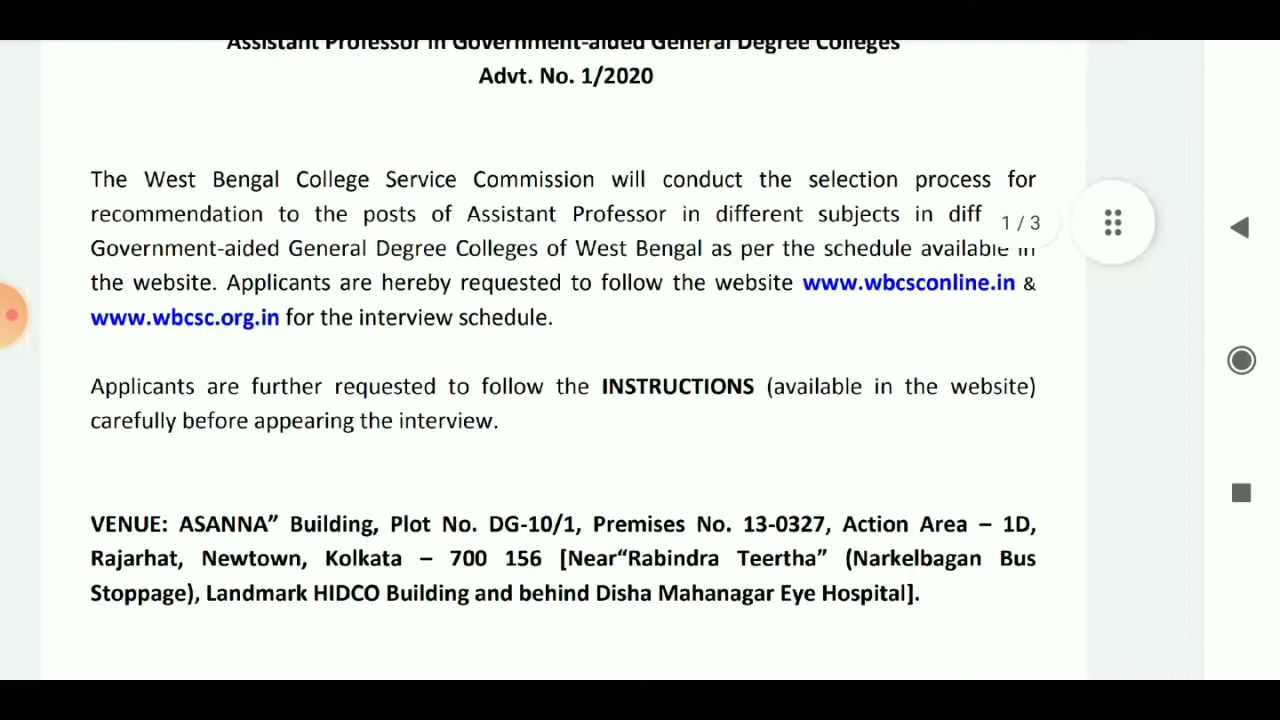 Assistant Professor in Government-aided General Degree Colleges
Advt. No. 1/2020
The West Bengal College Service Commission will conduct the selection process for
recommendation to the posts of Assistant Professor in different subjects in diff
1 / 3
Government-aided General Degree Colleges of West Bengal as per the schedule available in
the website. Applicants are hereby requested to follow the website www.wbcsconline.in &
www.wbcsc.org.in for the interview schedule.
Applicants are further requested to follow the INSTRUCTIONS (available in the website)
carefully before appearing the interview.
VENUE: ASANNA” Building, Plot No. DG-10/1, Premises No. 13-0327, Action Area – 1D,
Rajarhat, Newtown, Kolkata – 700 156 [Near“Rabindra Teertha” (Narkelbagan Bus
Stoppage), Landmark HIDCO Building and behind Disha Mahanagar Eye Hospital].